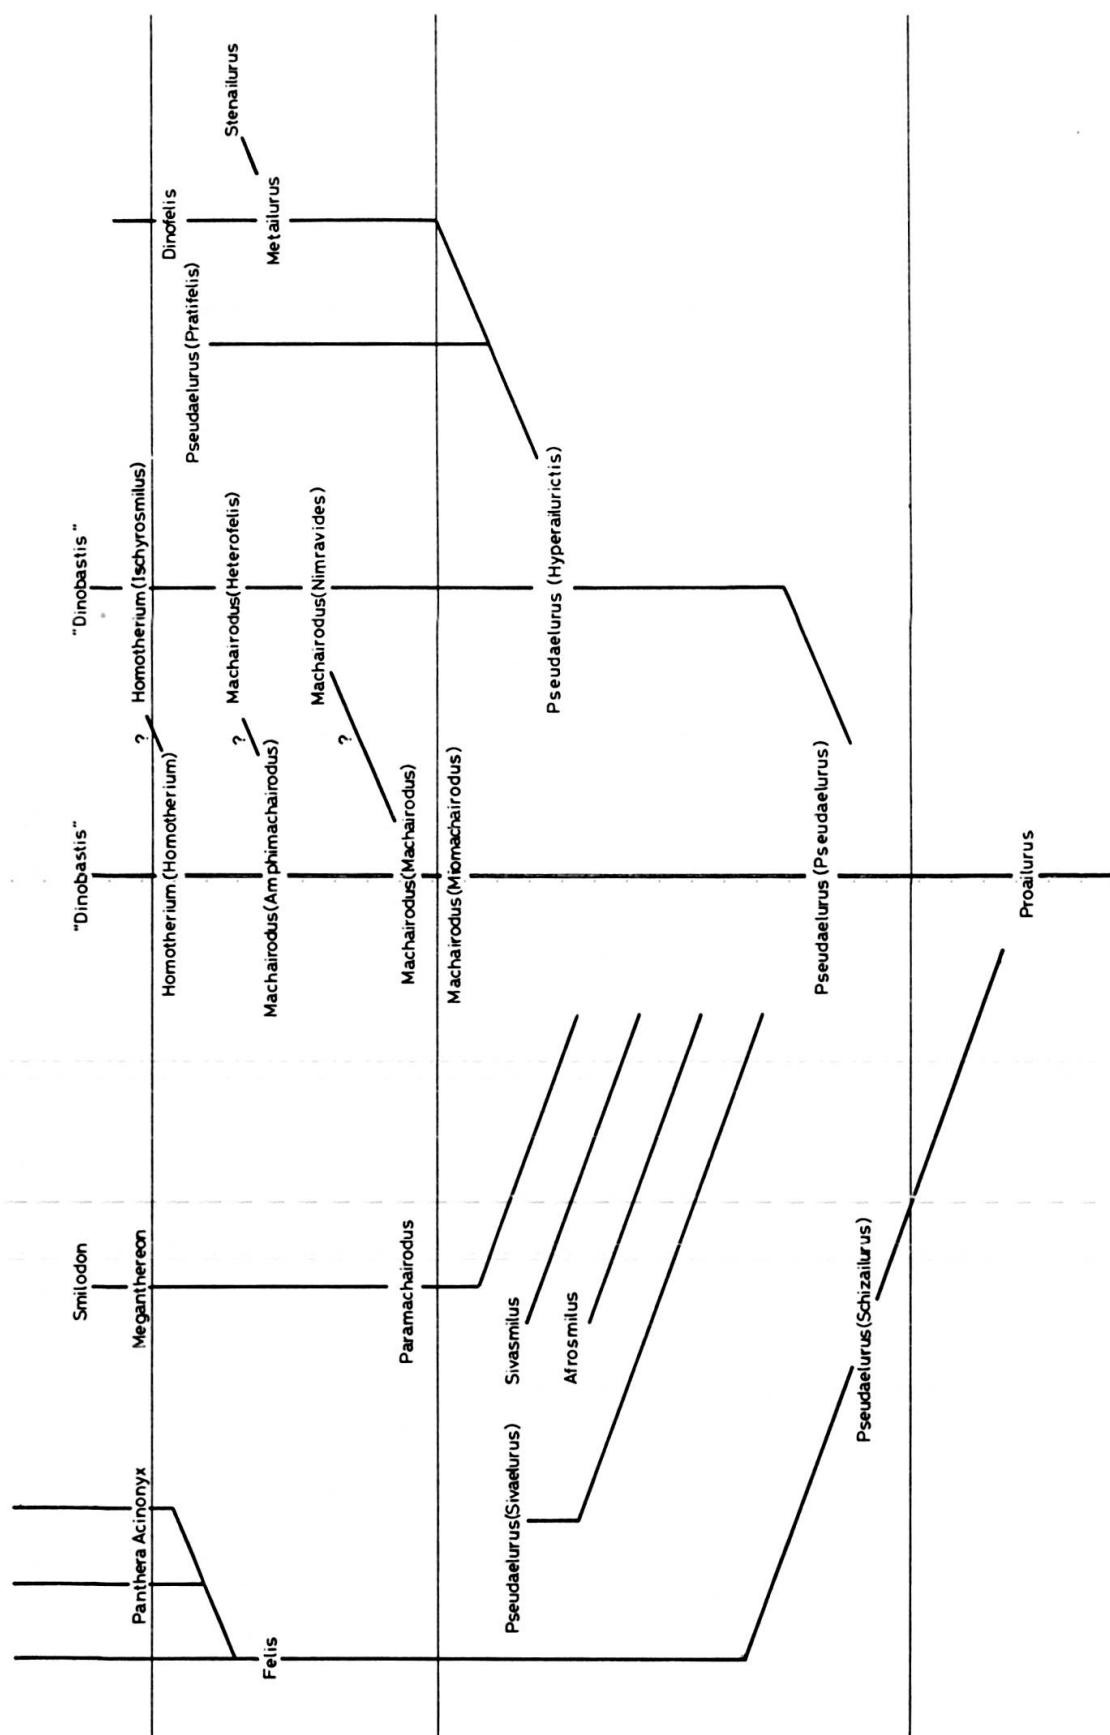 Smilodon
"Dinobastis"
"Dinobastis"
Panthera Acinonyx
Meganthereon
?
Homotherium (Ischyrosmilus)
Homotherium (Homotherium)
Dinofelis
Pseudaelurus (Pratifelis)
?
Machairodus(Heterofelis)
Stenailurus
Felis
Machairodus(Amphimachairodus)
Metailurus
Machairodus(Nimravides)
?
Paramachairodus
Machairodus(Machairodus)
Machairodus(Miomachairodus)
Pseudaelurus(Sivaelurus)
Sivasmilus
Pseudaelurus (Hyperailurictis)
Afrosmilus
Pseudaelurus (Pseudaelurus)
Pseudaelurus(Schizailurus)
Proailurus